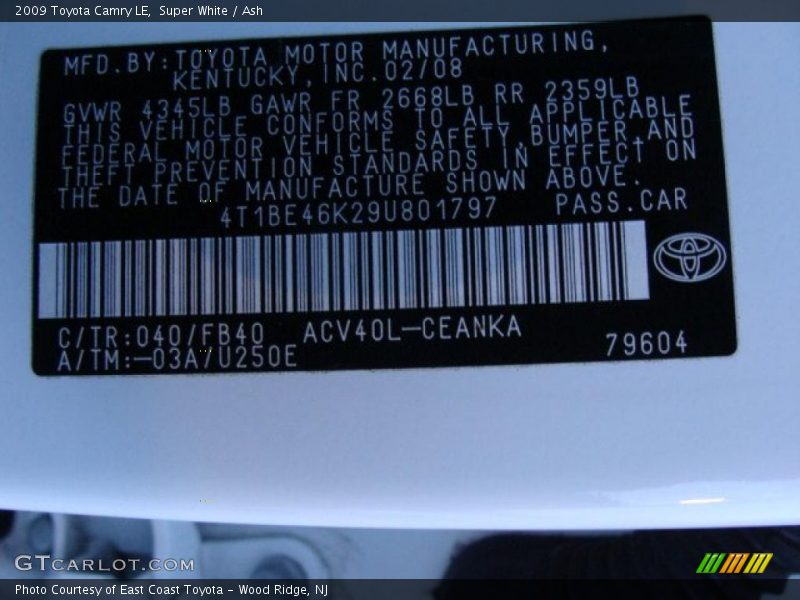 2009 Toyota Camry LE, Super White / Ash
MFD.BY:TOYOTA MOTOR MANUFACTURING,
KENTUCKY,INC.02/08
GVWR 4345LB GAWR FR 2668LB RR 2359LB
THIS VEHICLE CONFORMS TO ALL APPLICABLE
FEDERAL MOTOR VEHICLE SAFETY,BUMPER,AND
THEFT PREVENTION STANDARDS IN EFFECT ON
THE DATE OF MANUFACTURE SHOWN ABOVE.
4T1BE46K29U801797 PASS.CAR
C/TR:040/FB40 ACV40L-CEANKA
A/TM:-03A/U250E 79604
GTCARLOT.COM
Photo Courtesy of East Coast Toyota - Wood Ridge, NJ